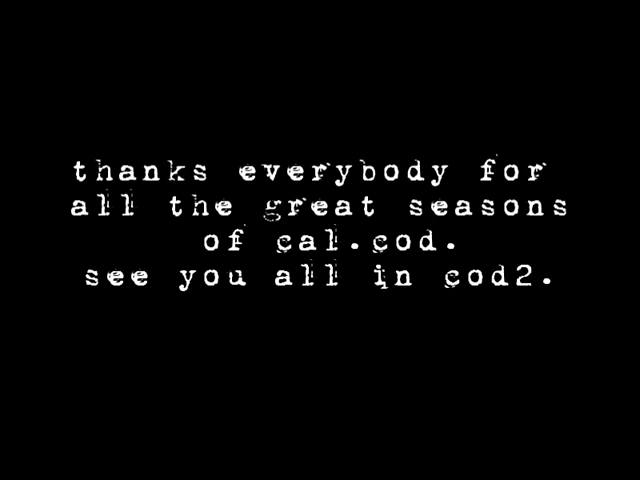 thanks everybody for
all the great seasons
of cal.cod.
see you all in cod2.